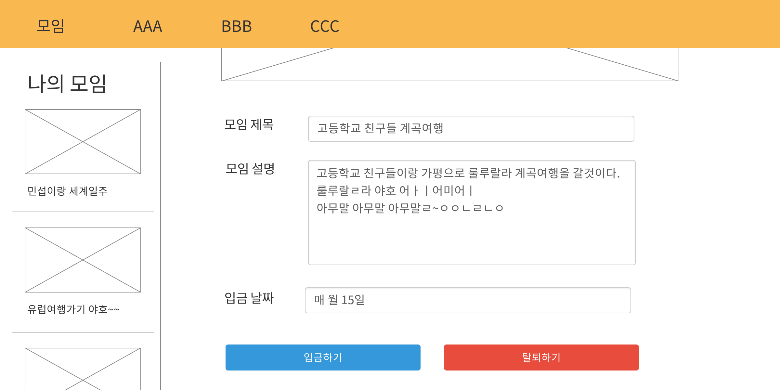 모임 AAA BBB CCC
나의 모임
민섭이랑 세계일주
유럽여행가기 야호~~
모임 제목
고등학교 친구들 계곡여행
모임 설명
고등학교 친구들이랑 가평으로 룰루랄라 계곡여행을 갈것이다.
룰루랄ㄹ라 야호 어ㅏㅣ어미어ㅣ
아무말 아무말 아무말ㄹ~ㅇㅇㄴㄹㄴㅇ
입금 날짜
매 월 15일
입금하기 탈퇴하기